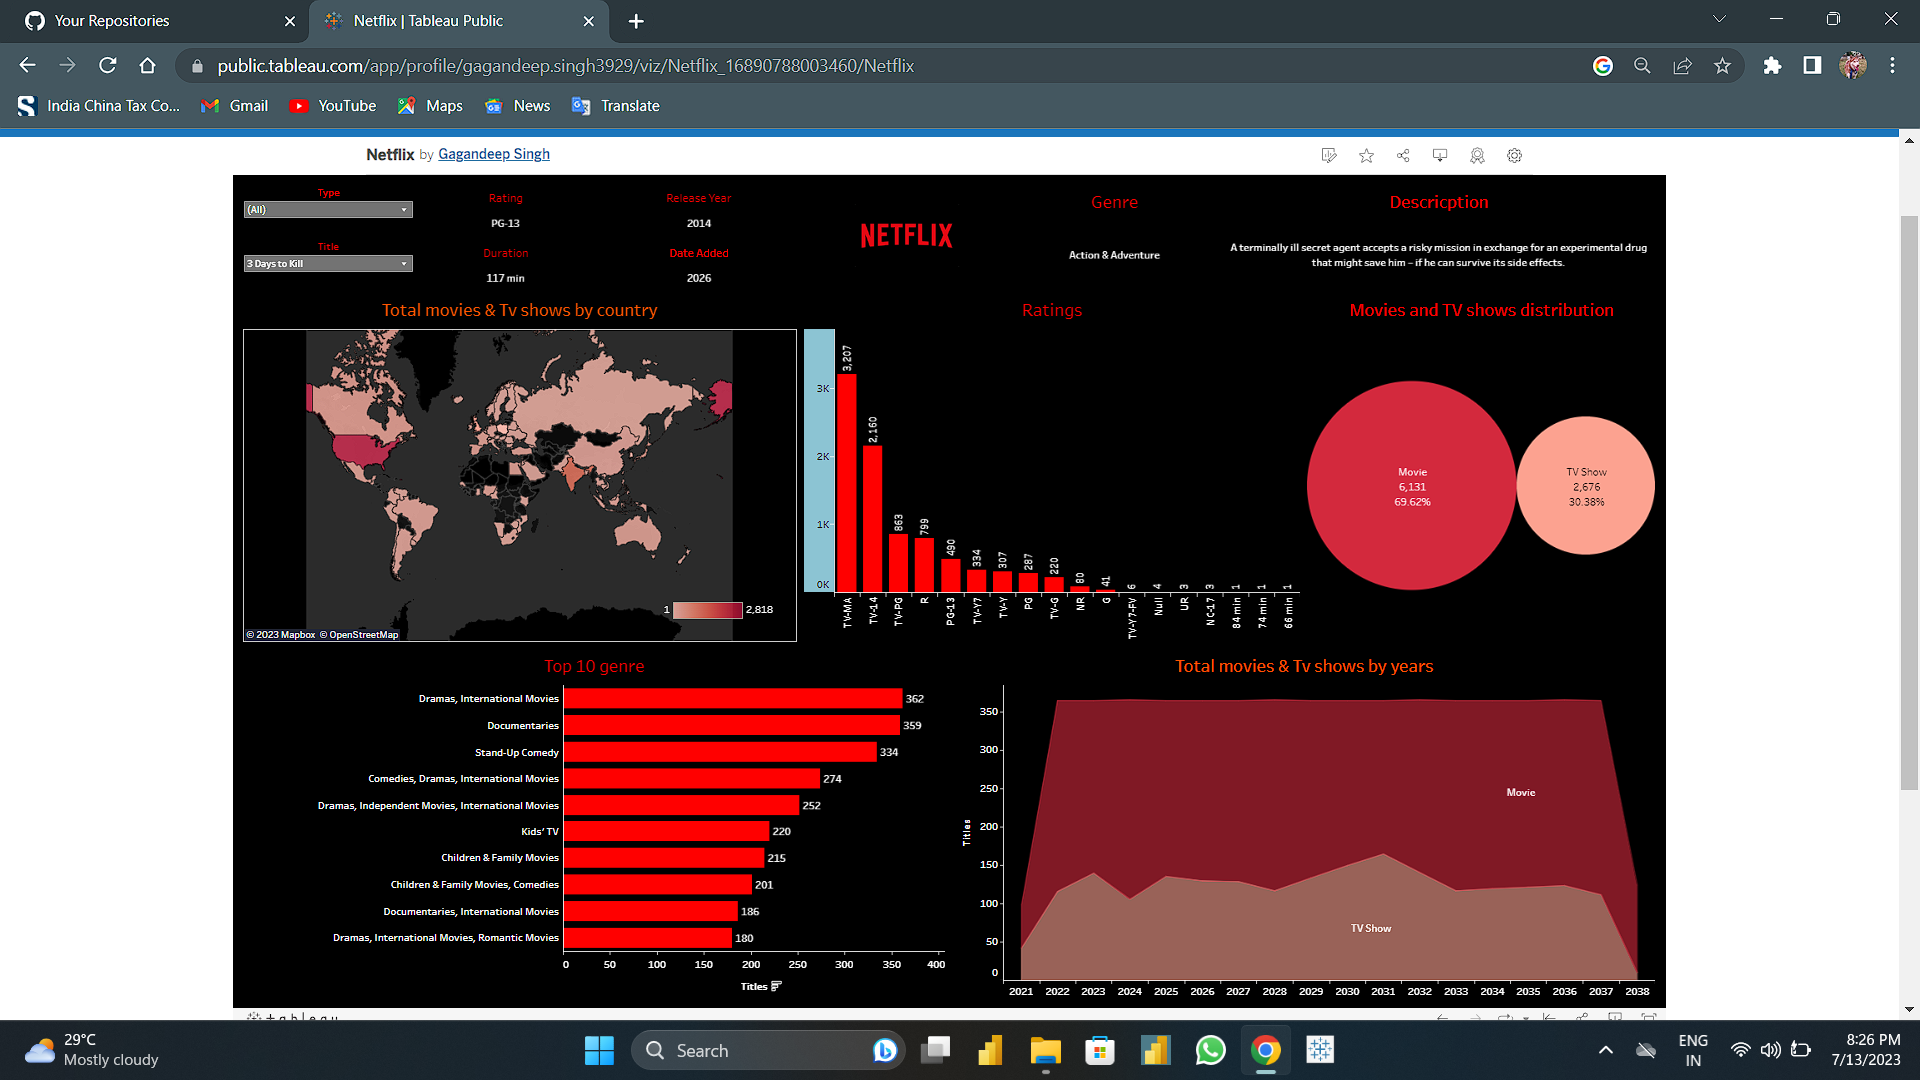 Your Repositories
Netflix | Tableau Public
public.tableau.com/app/profile/gagandeep.singh3929/viz/Netflix_16890788003460/Netflix
India China Tax Co...
Gmail
YouTube
Maps
News
Translate
Netflix by Gagandeep Singh
Type
(All)
Title
3 Days to Kill
Rating
PG-13
Duration
117 min
Release Year
2014
Date Added
2026
NETFLIX
Genre
Action & Adventure
Descricption
A terminally ill secret agent accepts a risky mission in exchange for an experimental drug
that might save him – if he can survive its side effects.
Total movies & Tv shows by country
1
2,818
© 2023 Mapbox © OpenStreetMap
Ratings
3K
2K
1K
0K
3,207
2,160
863
799
490
334
307
287
220
80
41
6
4
3
3
1
1
1
TV-MA
TV-14
TV-PG
R
PG-13
TV-Y7
TV-Y
PG
TV-G
NR
G
TV-Y7-FV
Null
UR
NC-17
84 min
74 min
66 min
Movies and TV shows distribution
Movie
6,131
69.62%
TV Show
2,676
30.38%
Top 10 genre
Dramas, International Movies 362
Documentaries 359
Stand-Up Comedy 334
Comedies, Dramas, International Movies 274
Dramas, Independent Movies, International Movies 252
Kids' TV 220
Children & Family Movies 215
Children & Family Movies, Comedies 201
Documentaries, International Movies 186
Dramas, International Movies, Romantic Movies 180
0 50 100 150 200 250 300 350 400
Titles
Total movies & Tv shows by years
Titles
350
300
250
200
150
100
50
0
Movie
TV Show
2021 2022 2023 2024 2025 2026 2027 2028 2029 2030 2031 2032 2033 2034 2035 2036 2037 2038
+ableau
29°C
Mostly cloudy
Search
ENG
IN
8:26 PM
7/13/2023